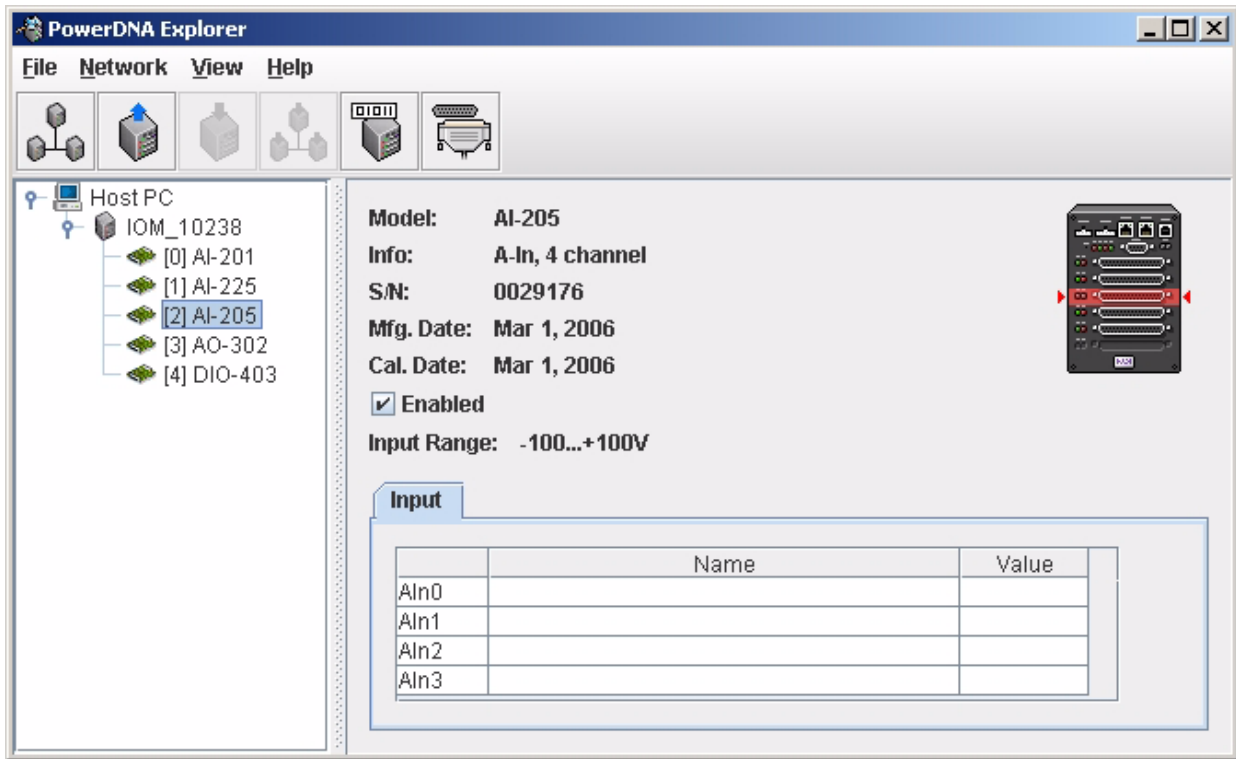 PowerDNA Explorer
File Network View Help
01011
Host PC
IOM_10238
[0] AI-201
[1] AI-225
[2] AI-205
[3] AO-302
[4] DIO-403
Model: AI-205
Info: A-In, 4 channel
S/N: 0029176
Mfg. Date: Mar 1, 2006
Cal. Date: Mar 1, 2006
Enabled
Input Range: -100...+100V
Input
Name Value
AIn0
AIn1
AIn2
AIn3